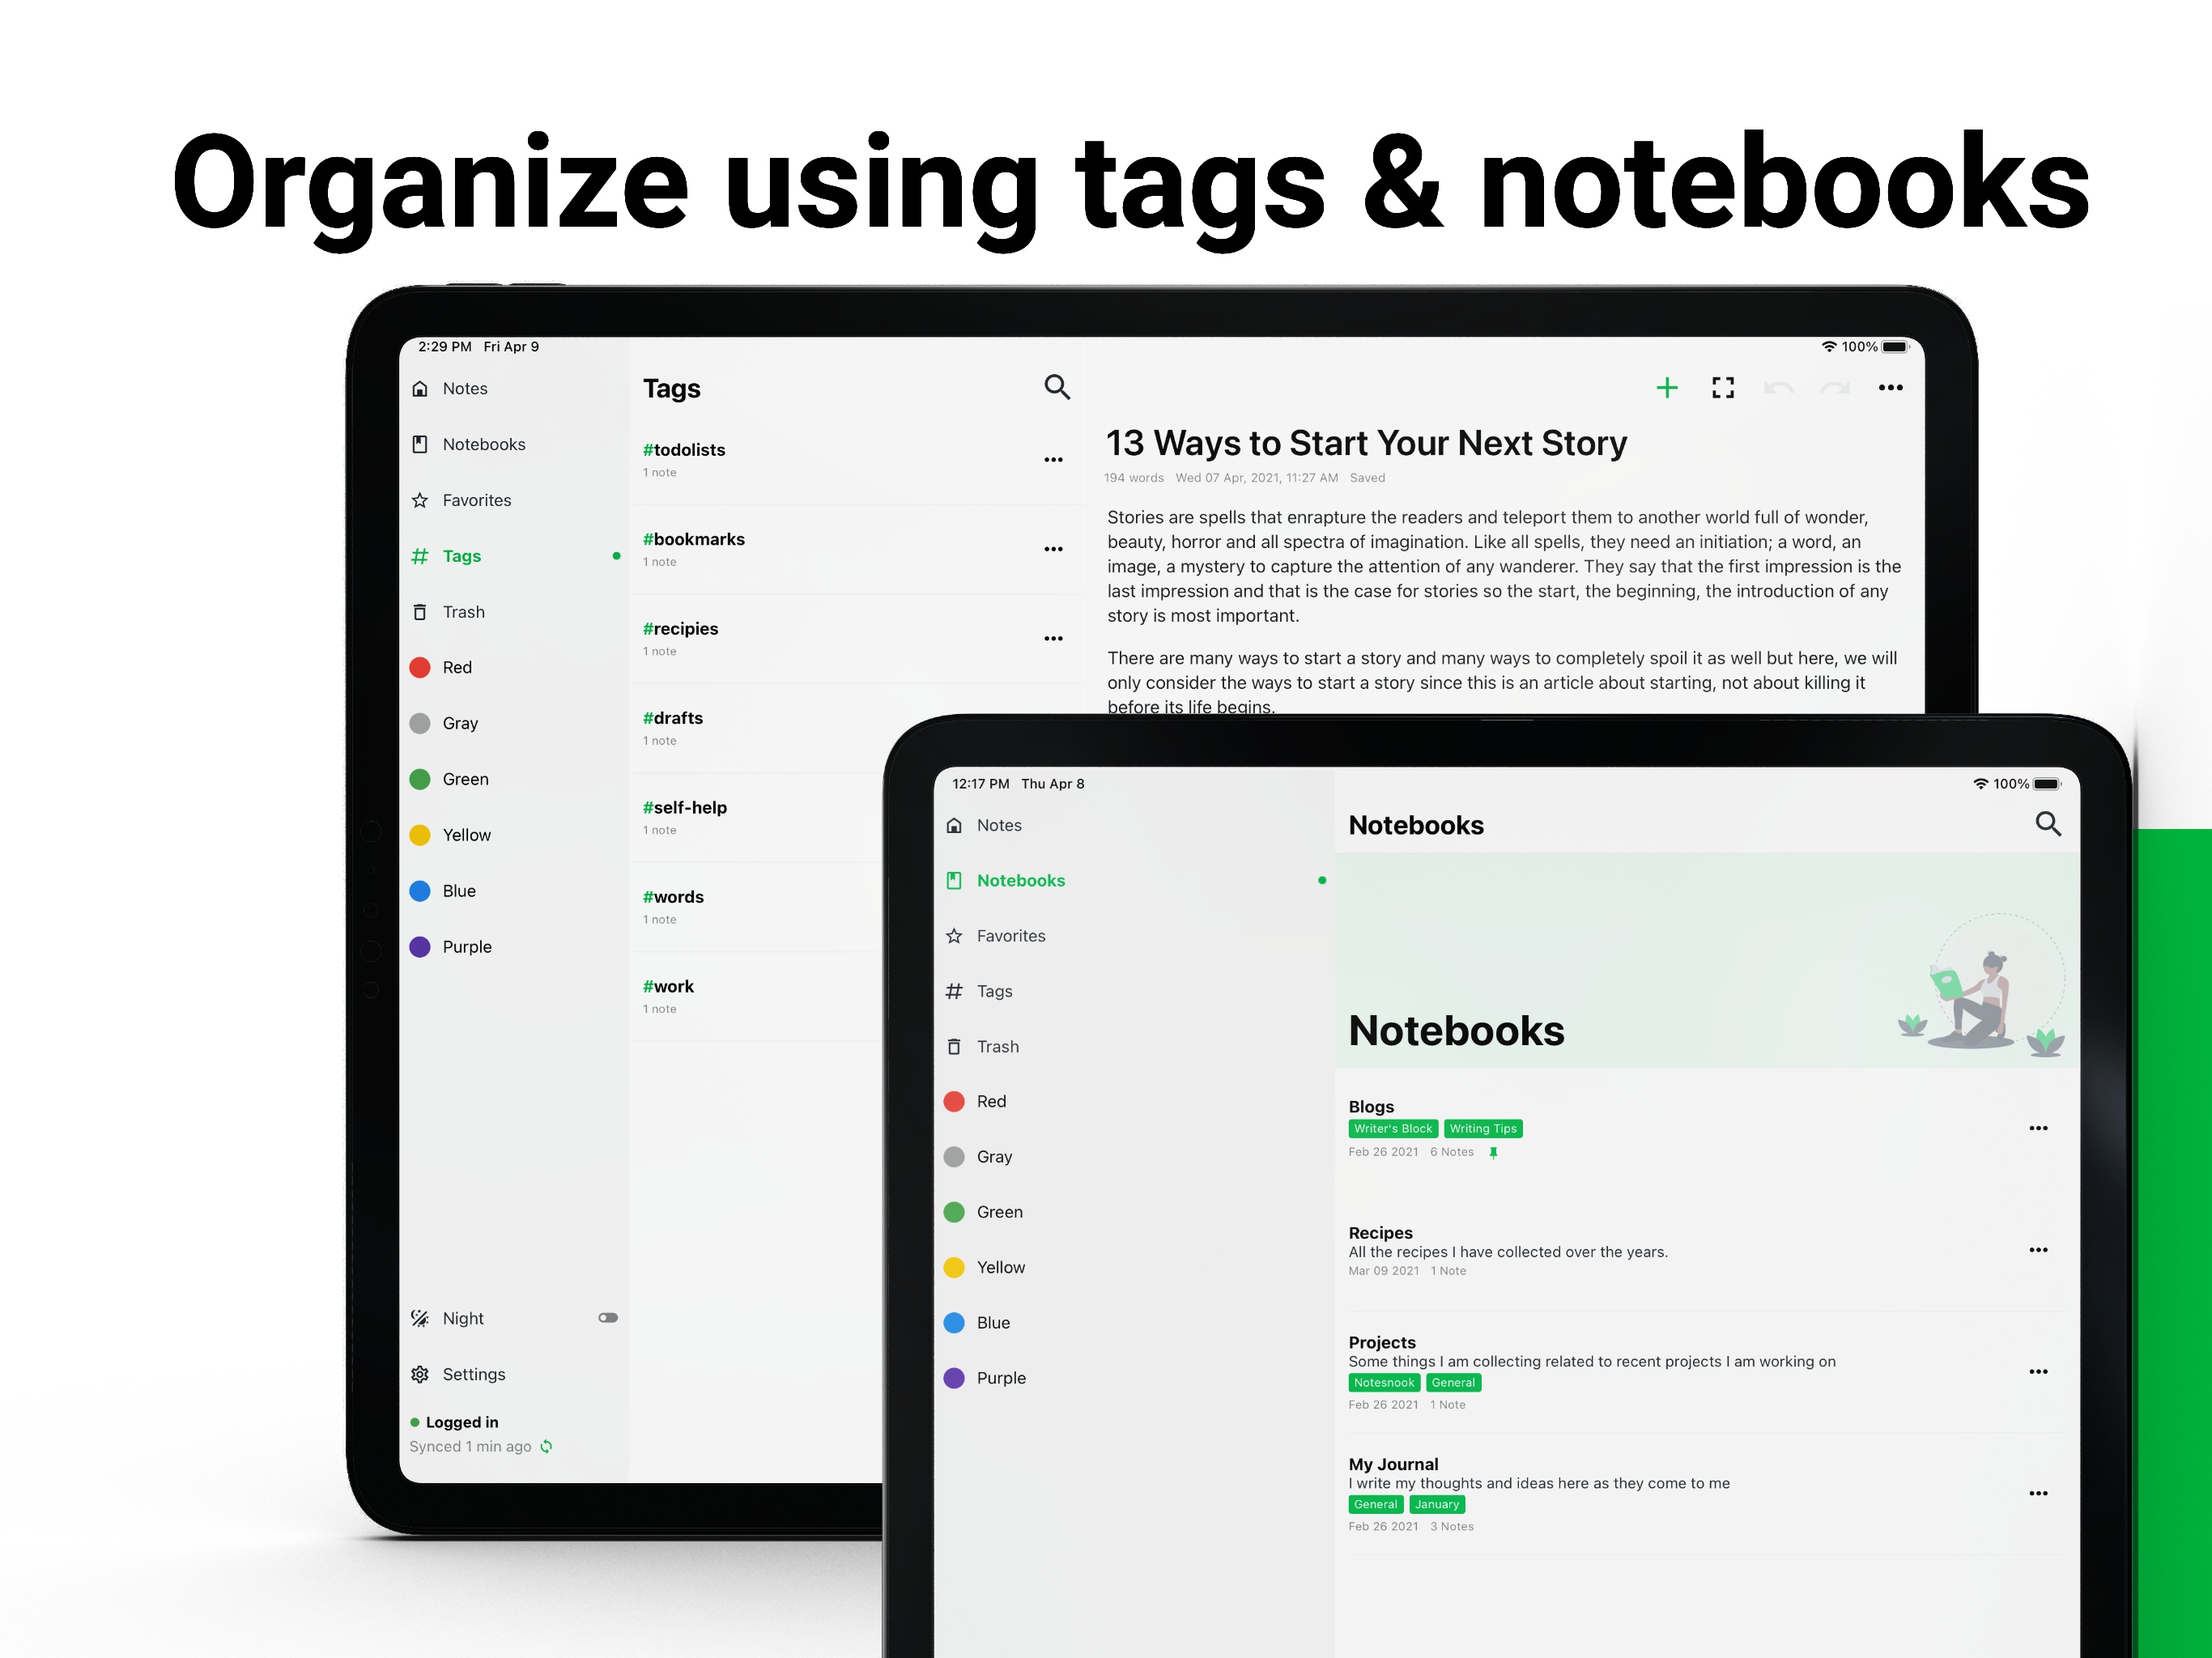 Organize using tags & notebooks
2:29 PM Fri Apr 9
100%
Notes
Notebooks
Favorites
# Tags
Trash
Red
Gray
Green
Yellow
Blue
Purple
Night
Settings
Logged in
Synced 1 min ago
Tags
#todolists
1 note
#bookmarks
1 note
#recipies
1 note
#drafts
1 note
#self-help
1 note
#words
1 note
#work
1 note
13 Ways to Start Your Next Story
194 words Wed 07 Apr, 2021, 11:27 AM Saved
Stories are spells that enrapture the readers and teleport them to another world full of wonder,
beauty, horror and all spectra of imagination. Like all spells, they need an initiation; a word, an
image, a mystery to capture the attention of any wanderer. They say that the first impression is the
last impression and that is the case for stories so the start, the beginning, the introduction of any
story is most important.
There are many ways to start a story and many ways to completely spoil it as well but here, we will
only consider the ways to start a story since this is an article about starting, not about killing it
before its life begins.
12:17 PM Thu Apr 8
100%
Notes
Notebooks
Favorites
# Tags
Trash
Red
Gray
Green
Yellow
Blue
Purple
Notebooks
Notebooks
Blogs
Writer's Block Writing Tips
Feb 26 2021 6 Notes
Recipes
All the recipes I have collected over the years.
Mar 09 2021 1 Note
Projects
Some things I am collecting related to recent projects I am working on
Notesnook General
Feb 26 2021 1 Note
My Journal
I write my thoughts and ideas here as they come to me
General January
Feb 26 2021 3 Notes